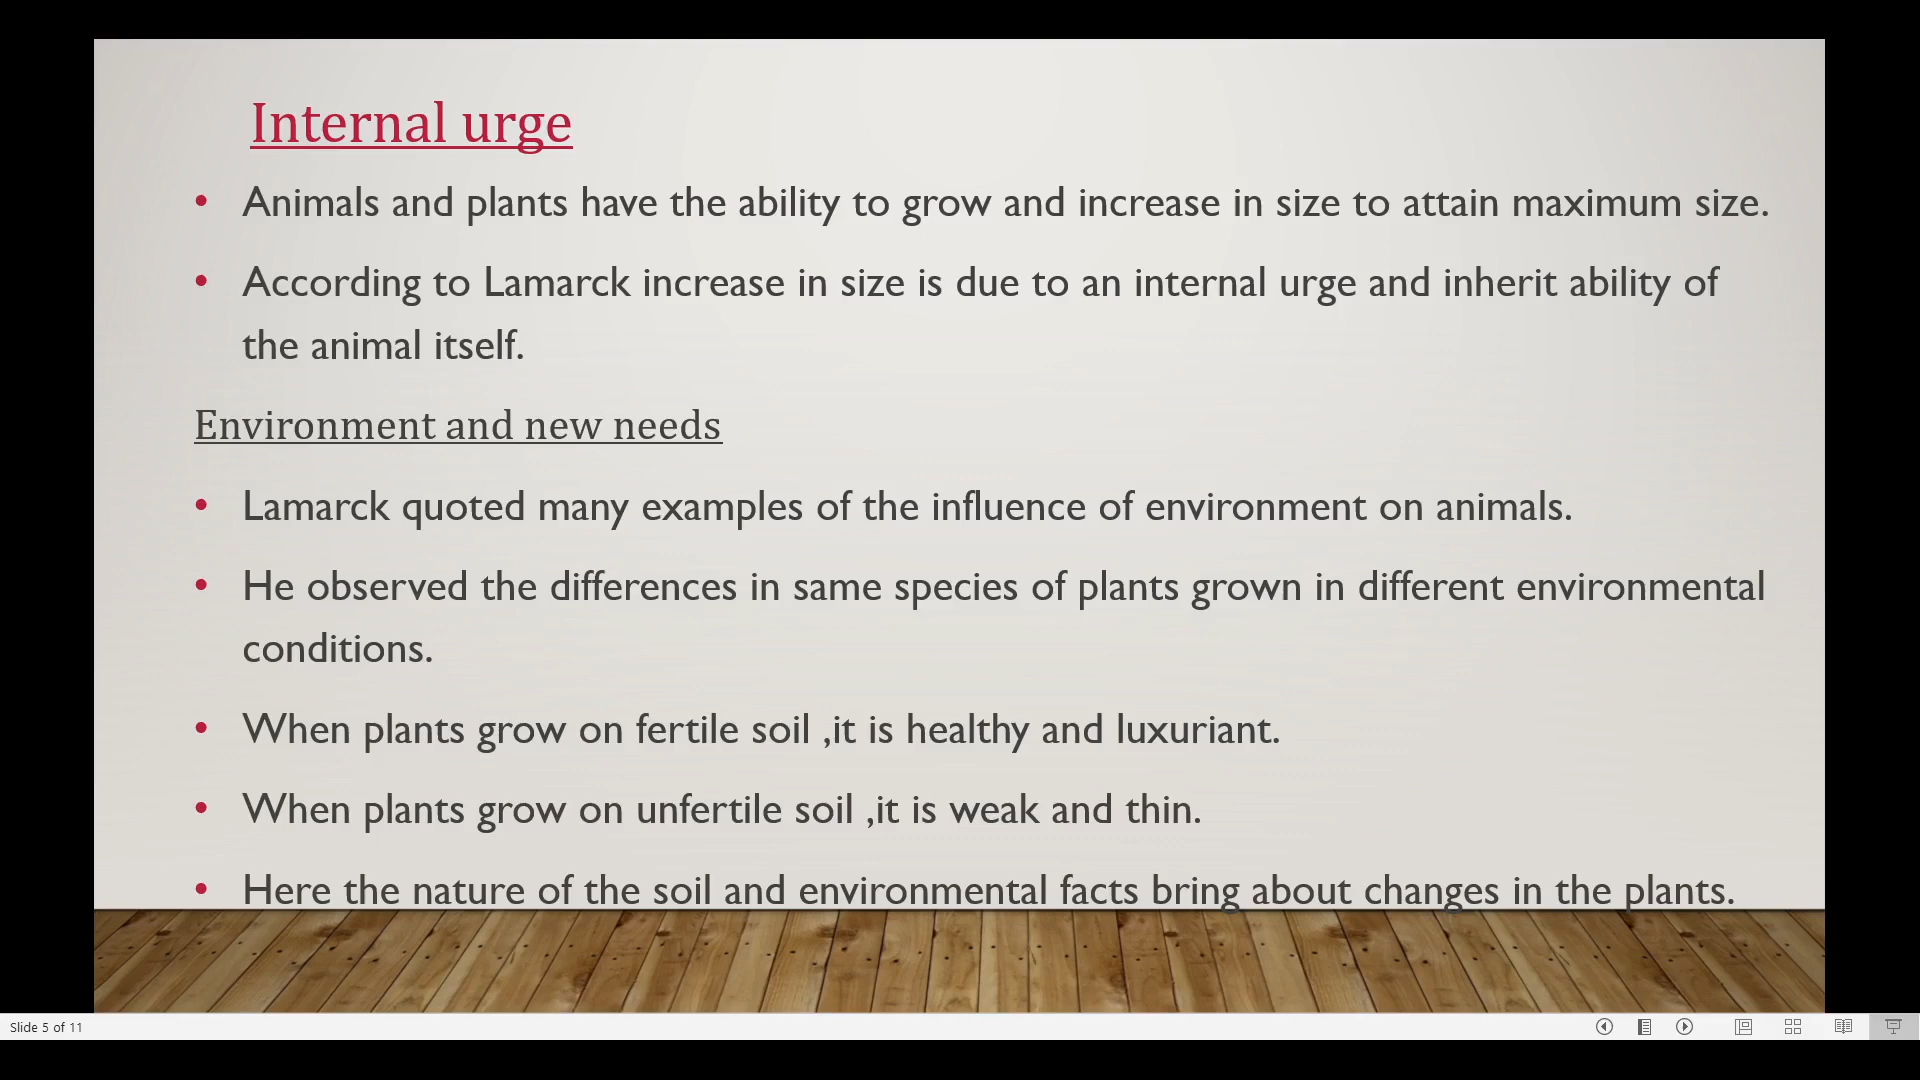 Internal urge
• Animals and plants have the ability to grow and increase in size to attain maximum size.
• According to Lamarck increase in size is due to an internal urge and inherit ability of
the animal itself.
Environment and new needs
• Lamarck quoted many examples of the influence of environment on animals.
• He observed the differences in same species of plants grown in different environmental
conditions.
• When plants grow on fertile soil ,it is healthy and luxuriant.
• When plants grow on unfertile soil ,it is weak and thin.
• Here the nature of the soil and environmental facts bring about changes in the plants.
Slide 5 of 11